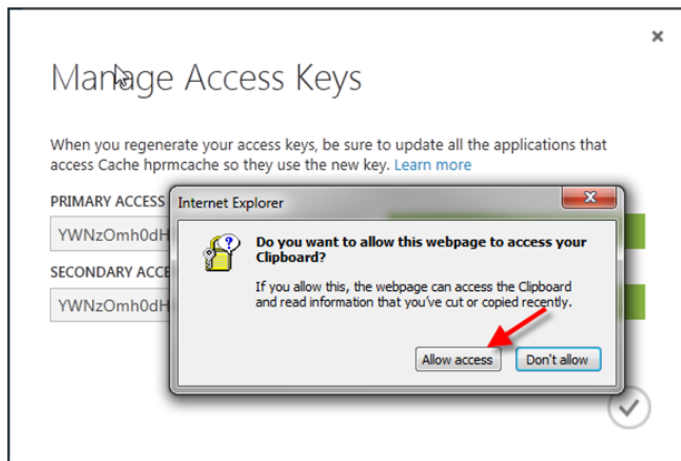 Manage Access Keys
When you regenerate your access keys, be sure to update all the applications that
access Cache hprmcache so they use the new key. Learn more
PRIMARY ACCESS
YWNzOmh0dH
SECONDARY ACCE
YWNzOmh0dH
Internet Explorer
Do you want to allow this webpage to access your
Clipboard?
If you allow this, the webpage can access the Clipboard
and read information that you've cut or copied recently.
Allow access
Don't allow